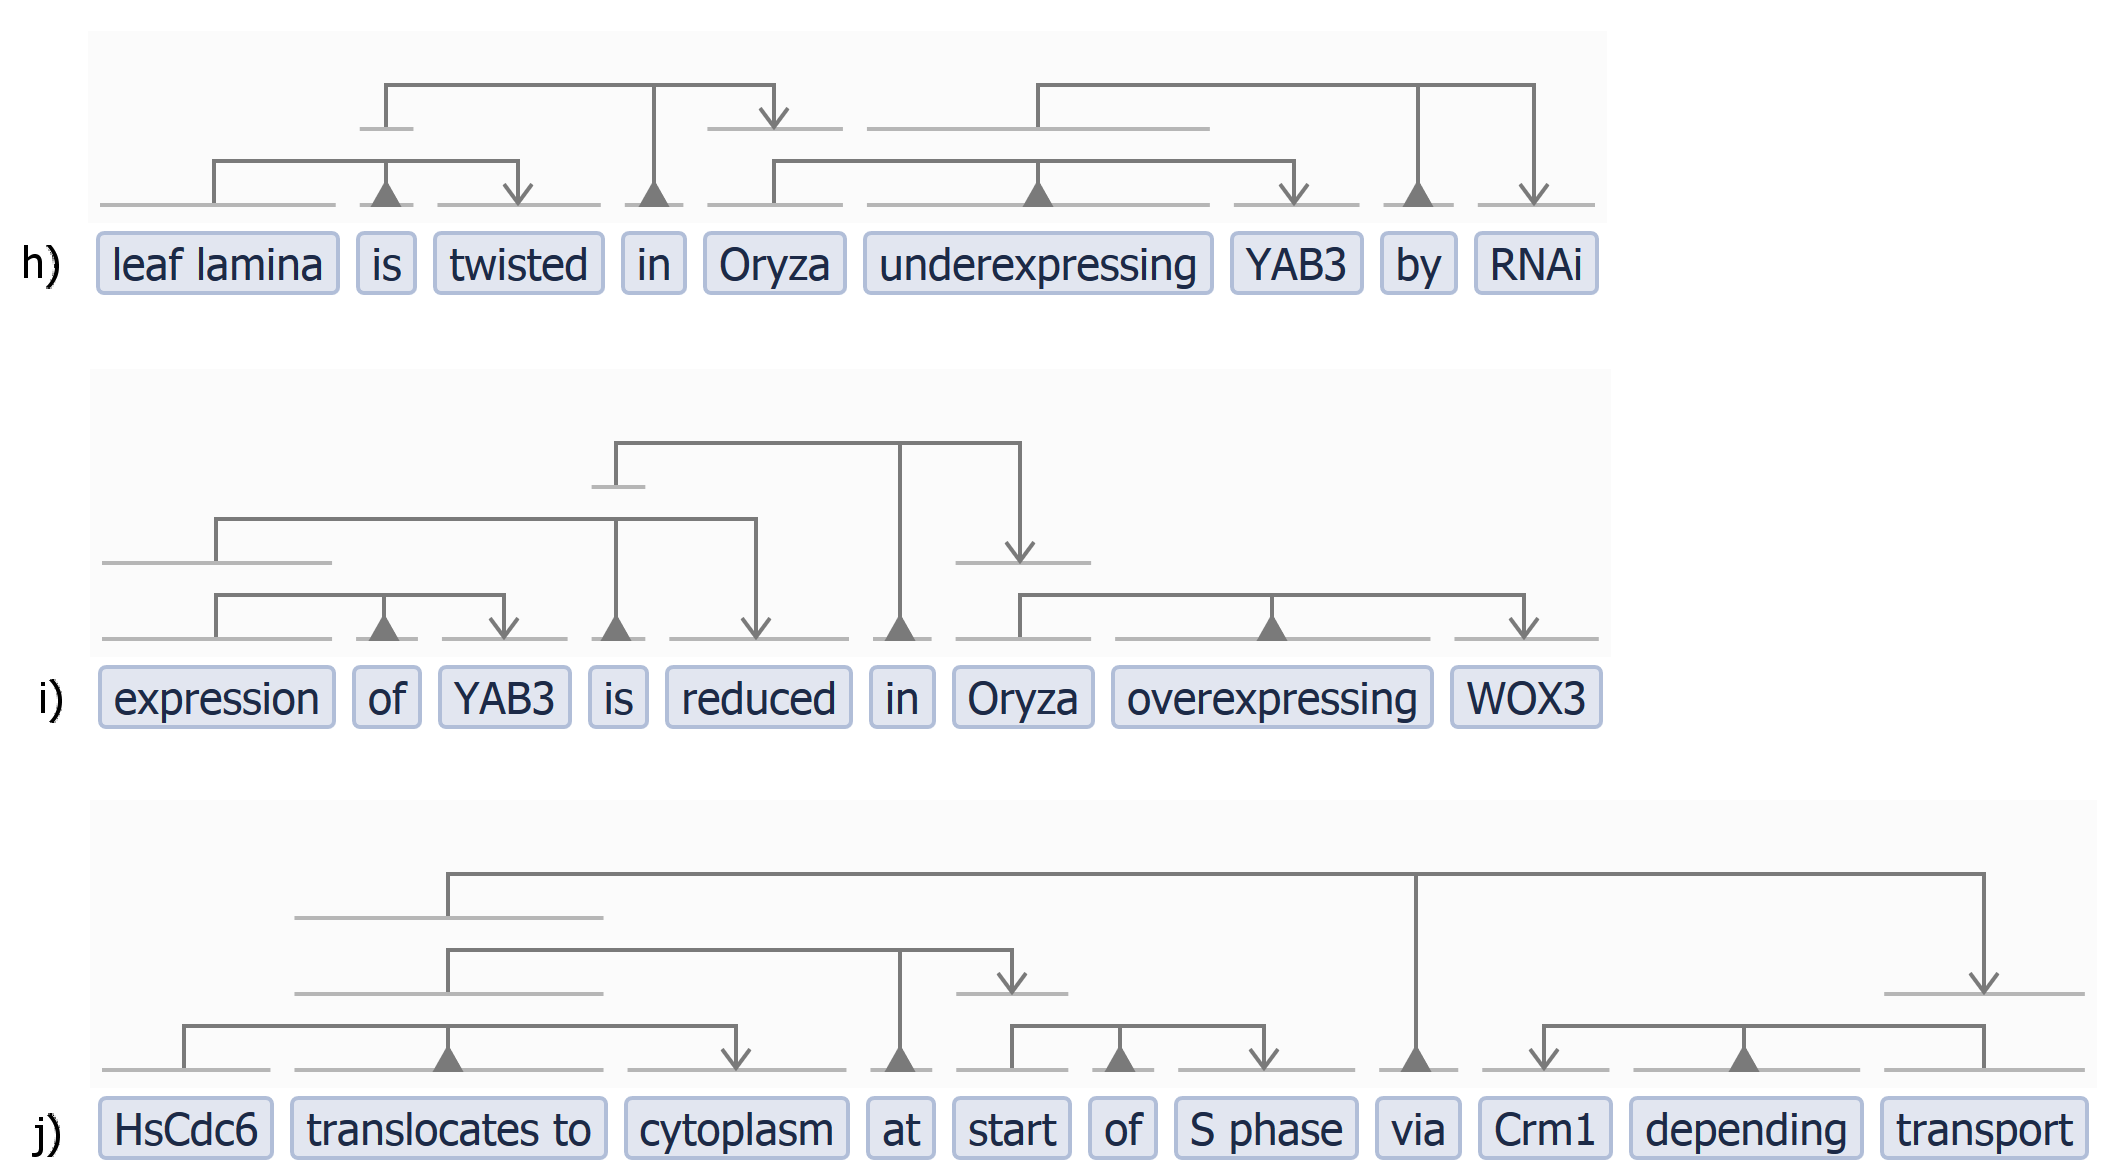 h) leaf lamina is twisted in Oryza underexpressing YAB3 by RNAi
i) expression of YAB3 is reduced in Oryza overexpressing WOX3
j) HsCdc6 translocates to cytoplasm at start of S phase via Crm1 depending transport